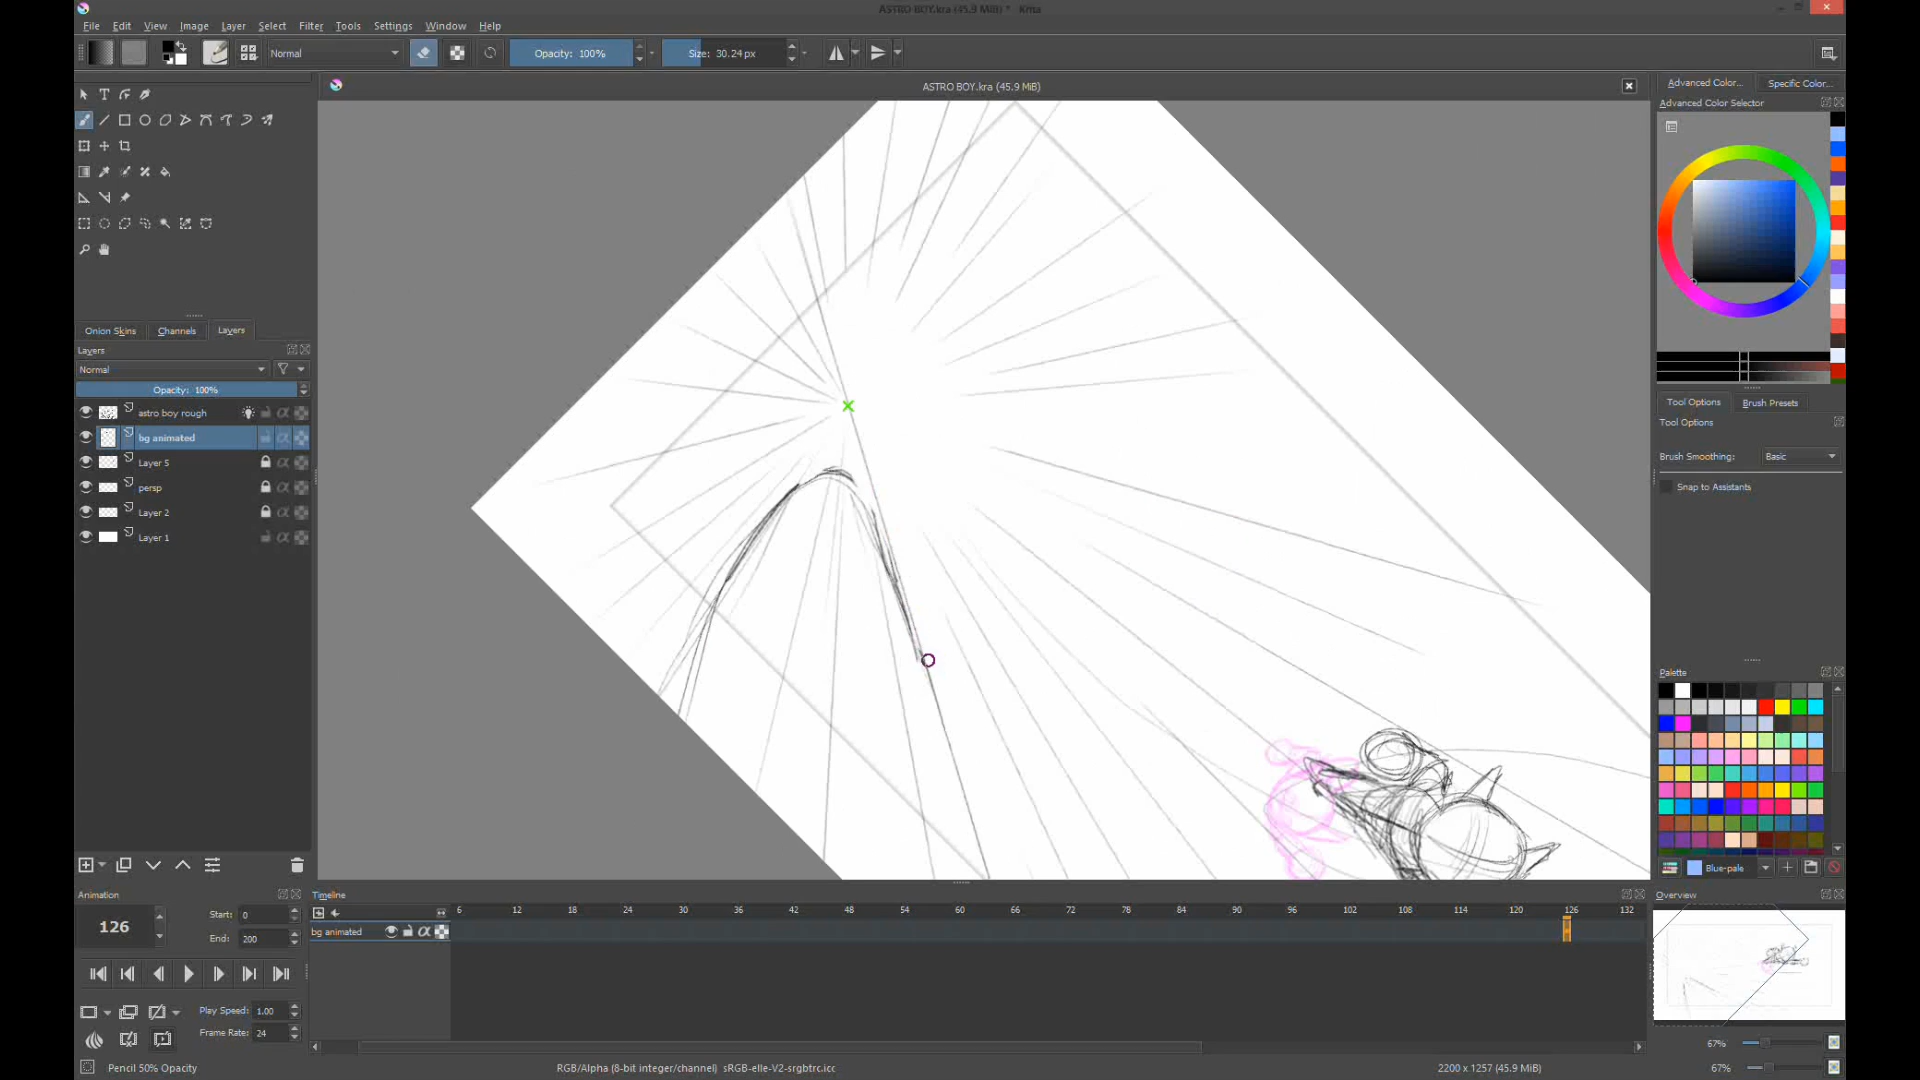 ASTRO BOY.kra (45.9 MiB) * Krita
File Edit View Image Layer Select Filter Tools Settings Window Help
Normal
Opacity: 100%
Size: 30.24 px
ASTRO BOY.kra (45.9 MiB)
Advanced Color... Specific Color...
Advanced Color Selector
Onion Skins Channels Layers
Layers
Normal
Opacity: 100%
astro boy rough
bg animated
Layer 5
persp
Layer 2
Layer 1
Tool Options Brush Presets
Tool Options
Brush Smoothing: Basic
Snap to Assistants
Palette
Blue-pale
Animation
126
Start: 0
End: 200
Play Speed: 1.00
Frame Rate: 24
Timeline
6 12 18 24 30 36 42 48 54 60 66 72 78 84 90 96 102 108 114 120 126 132
bg animated
Overview
67%
67%
Pencil 50% Opacity
RGB/Alpha (8-bit integer/channel) sRGB-elle-V2-srgbtrc.icc
2200 x 1257 (45.9 MiB)